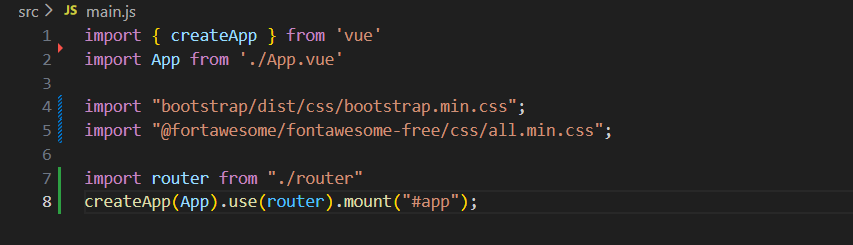 src > JS main.js
1 import { createApp } from 'vue'
2 import App from './App.vue'
3
4 import "bootstrap/dist/css/bootstrap.min.css";
5 import "@fortawesome/fontawesome-free/css/all.min.css";
6
7 import router from "./router"
8 createApp(App).use(router).mount("#app");